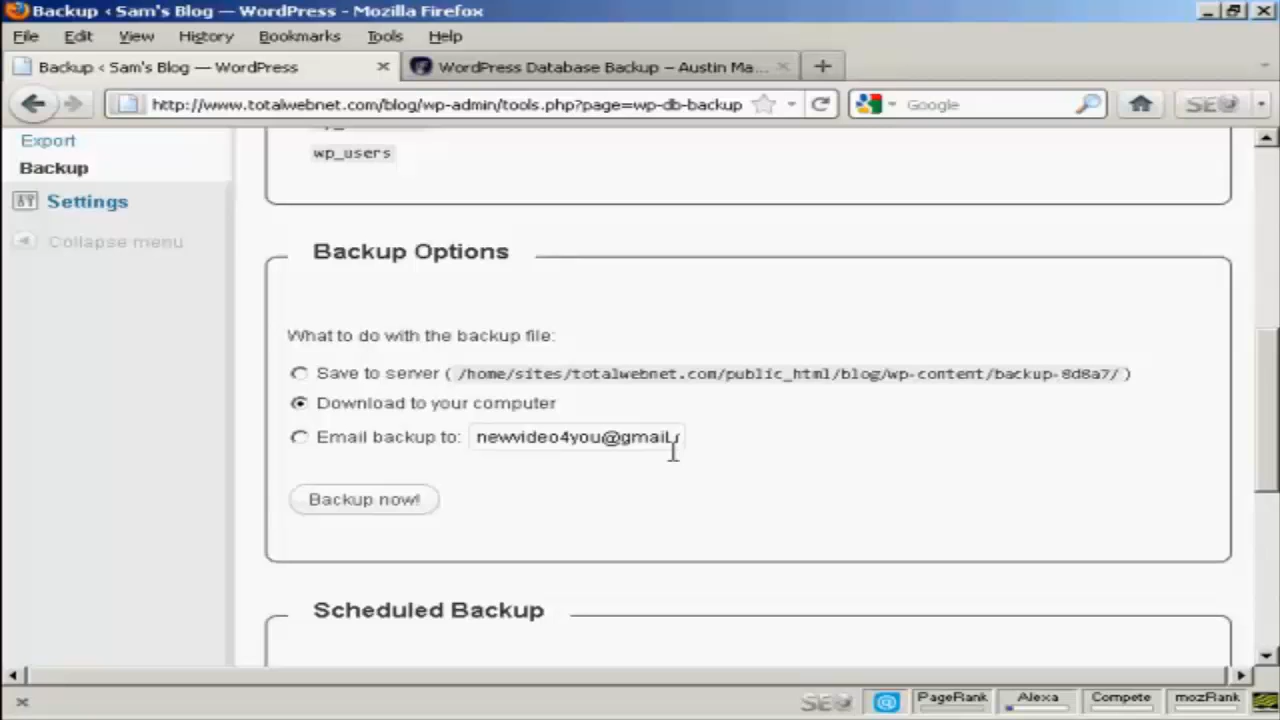 Backup ‹ Sam's Blog — WordPress - Mozilla Firefox
File Edit View History Bookmarks Tools Help
Backup ‹ Sam's Blog — WordPress
WordPress Database Backup – Austin Ma...
http://www.totalwebnet.com/blog/wp-admin/tools.php?page=wp-db-backup
Google
SEO
Export
wp_users
Backup
Settings
Collapse menu
Backup Options
What to do with the backup file:
Save to server ( /home/sites/totalwebnet.com/public_html/blog/wp-content/backup-8d8a7/ )
Download to your computer
Email backup to: newvideo4you@gmail.
Backup now!
Scheduled Backup
SEO PageRank Alexa Compete mozRank